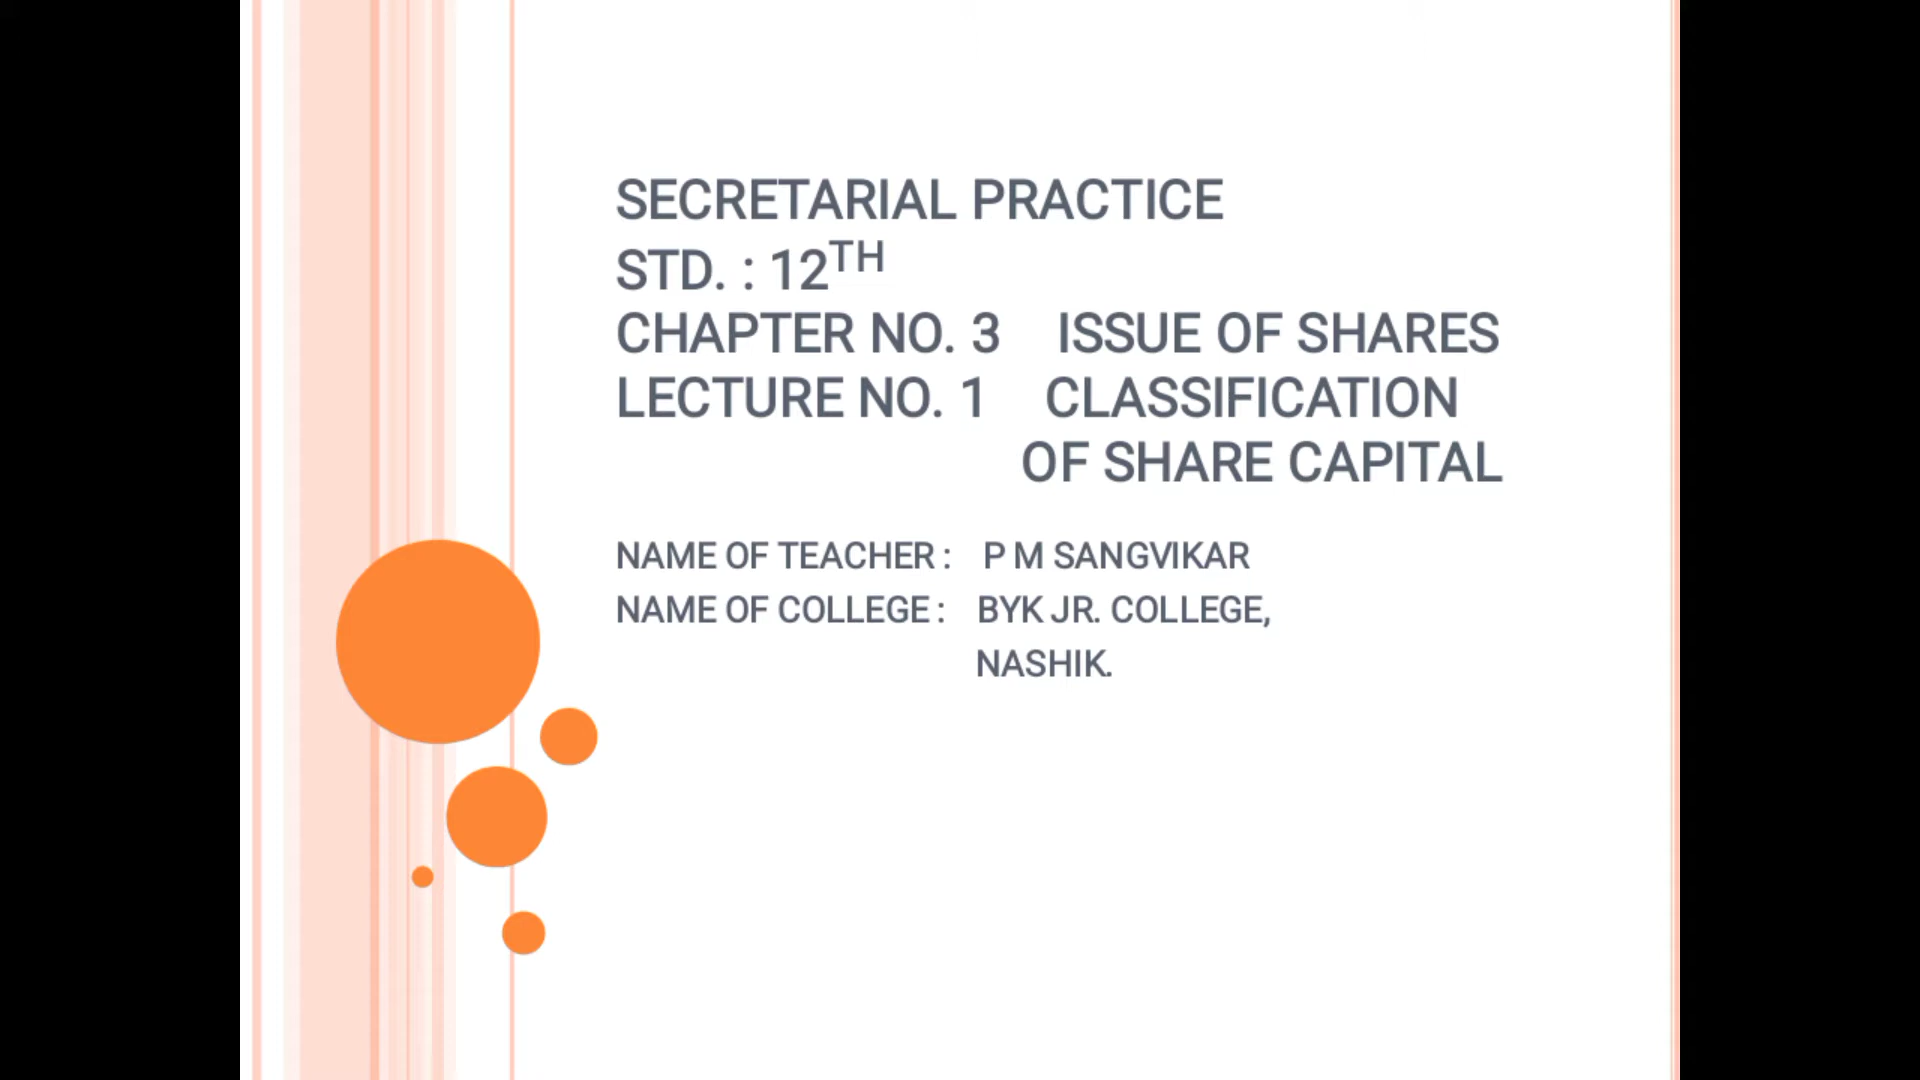 SECRETARIAL PRACTICE
STD. : 12TH
CHAPTER NO. 3 ISSUE OF SHARES
LECTURE NO. 1 CLASSIFICATION
OF SHARE CAPITAL
NAME OF TEACHER : P M SANGVIKAR
NAME OF COLLEGE : BYK JR. COLLEGE,
NASHIK.